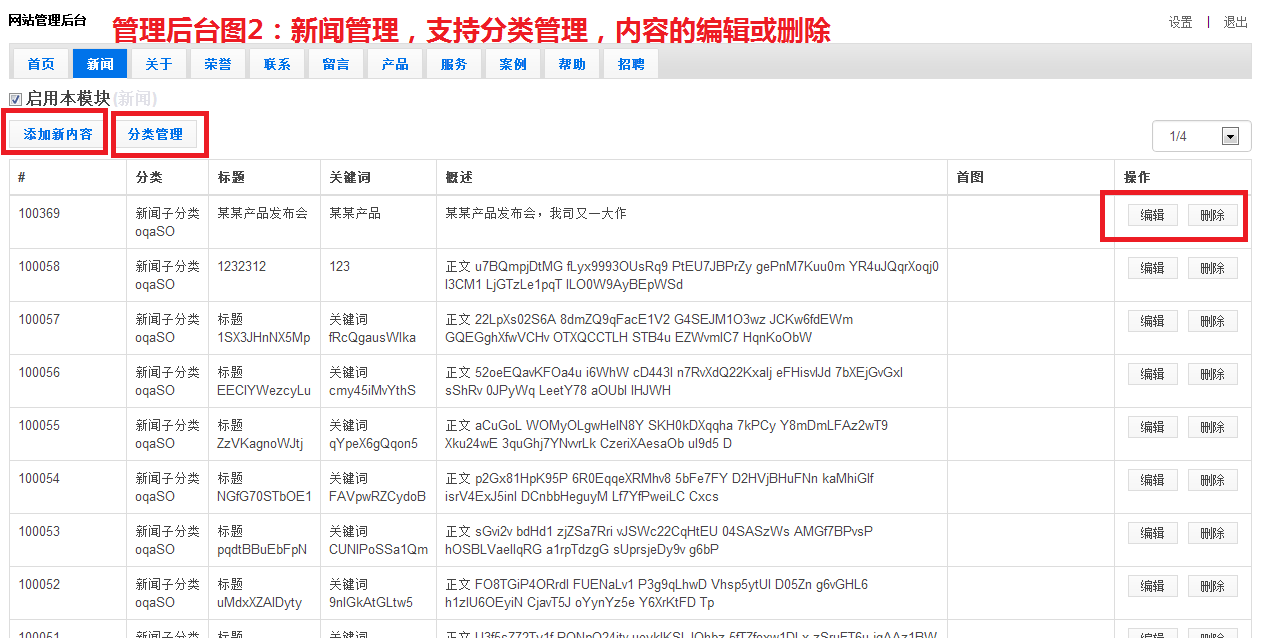 网站管理后台
管理后台图2：新闻管理，支持分类管理，内容的编辑或删除
设置 | 退出
首页 新闻 关于 荣誉 联系 留言 产品 服务 案例 帮助 招聘
启用本模块(新闻)
添加新内容 分类管理
1/4
# 分类 标题 关键词 概述 首图 操作
100369 新闻子分类 某某产品发布会 某某产品 某某产品发布会，我司又一大作 编辑 删除
oqaSO
100058 新闻子分类 1232312 123 正文 u7BQmpjDtMG fLyx9993OUsRq9 PtEU7JBPrZy gePnM7Kuu0m YR4uJQqrXoqj0 编辑 删除
oqaSO I3CM1 LjGTzLe1pqT ILO0W9AyBEpWSd
100057 新闻子分类 标题 关键词 正文 22LpXs02S6A 8dmZQ9qFacE1V2 G4SEJM1O3wz JCKw6fdEWm 编辑 删除
oqaSO 1SX3JHnNX5Mp fRcQgausWIka GQEGghXfwVCHv OTXQCCTLH STB4u EZWvmIC7 HqnKoObW
100056 新闻子分类 标题 关键词 正文 52oeEQavKFOa4u i6WhW cD443I n7RvXdQ22Kxalj eFHisvlJd 7bXEjGvGxI 编辑 删除
oqaSO EECIYWezcyLu cmy45iMvYthS sShRv 0JPyWq LeetY78 aOUbl IHJWH
100055 新闻子分类 标题 关键词 正文 aCuGoL WOMyOLgwHeIN8Y SKH0kDXqqha 7kPCy Y8mDmLFAz2wT9 编辑 删除
oqaSO ZzVKagnoWJtj qYpeX6gQqon5 Xku24wE 3quGhj7YNwrLk CzeriXAesaOb uI9d5 D
100054 新闻子分类 标题 关键词 正文 p2Gx81HpK95P 6R0EqqeXRMhv8 5bFe7FY D2HVjBHuFNn kaMhiGIf 编辑 删除
oqaSO NGfG70STbOE1 FAVpwRZCydoB isrV4ExJ5inI DCnbbHeguyM Lf7YfPweiLC Cxcs
100053 新闻子分类 标题 关键词 正文 sGvi2v bdHd1 zjZSa7Rri vJSWc22CqHtEU 04SASzWs AMGf7BPvsP 编辑 删除
oqaSO pqdtBBuEbFpN CUNIPoSSa1Qm hOSBLVaeIlqRG a1rpTdzgG sUprsjeDy9v g6bP
100052 新闻子分类 标题 关键词 正文 FO8TGiP4ORrdI FUENaLv1 P3g9qLhwD Vhsp5ytUI D05Zn g6vGHL6 编辑 删除
oqaSO uMdxXZAlDyty 9nIGkAtGLtw5 h1zIU6OEyiN CjavT5J oYynYz5e Y6XrKtFD Tp
100051 新闻子分类 标题 关键词 正文 编辑 删除